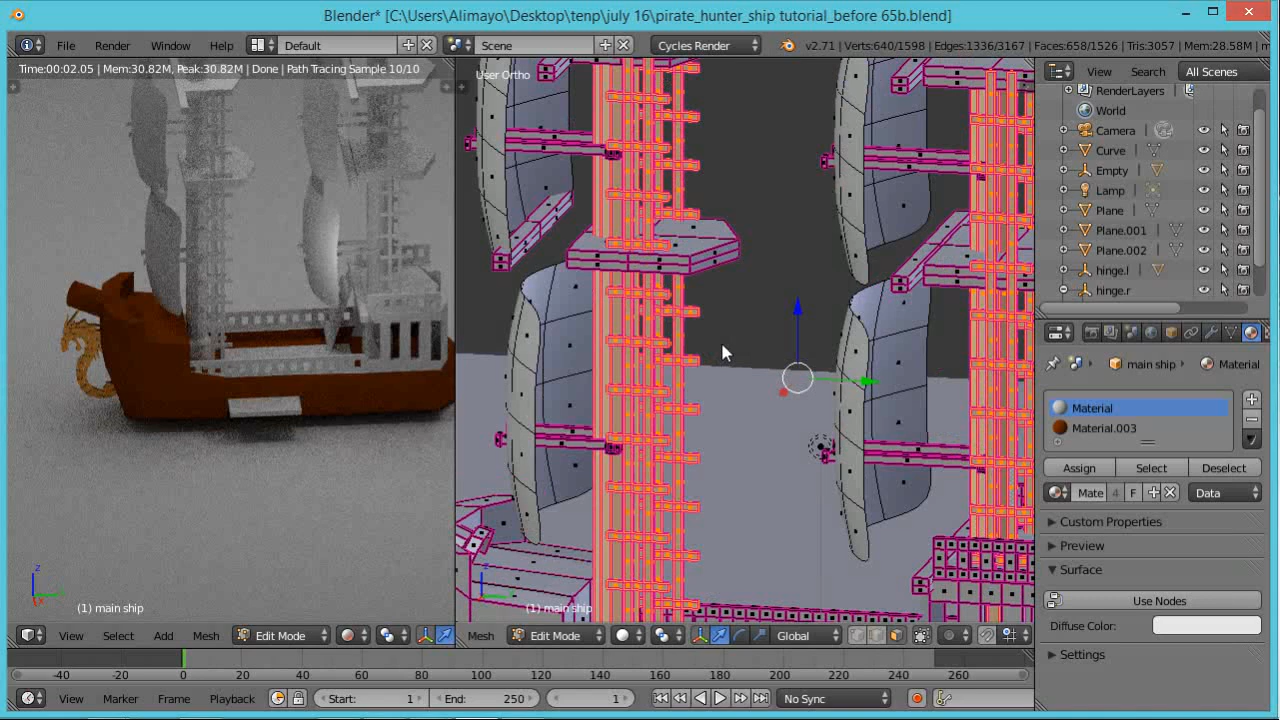 Blender* [C:\Users\Alimayo\Desktop\tenp\july 16\pirate_hunter_ship tutorial_before 65b.blend]
File Render Window Help Default Scene Cycles Render v2.71 | Verts:640/1598 | Edges:1336/3167 | Faces:658/1526 | Tris:3057 | Mem:28.58M | m
Time:00:02.05 | Mem:30.82M, Peak:30.82M | Done | Path Tracing Sample 10/10
User Ortho
View Search All Scenes
RenderLayers
World
Camera
Curve
Empty
Lamp
Plane
Plane.001
Plane.002
hinge.l
hinge.r
main ship Material
Material
Material.003
Assign Select Deselect
Mate 4 F Data
Custom Properties
Preview
Surface
Use Nodes
Diffuse Color:
Settings
z
x
(1) main ship
z
(1) main ship
View Select Add Mesh Edit Mode
Mesh Edit Mode Global
-40 -20 0 20 40 60 80 100 120 140 160 180 200 220 240 260
View Marker Frame Playback Start: 1 End: 250 1 No Sync